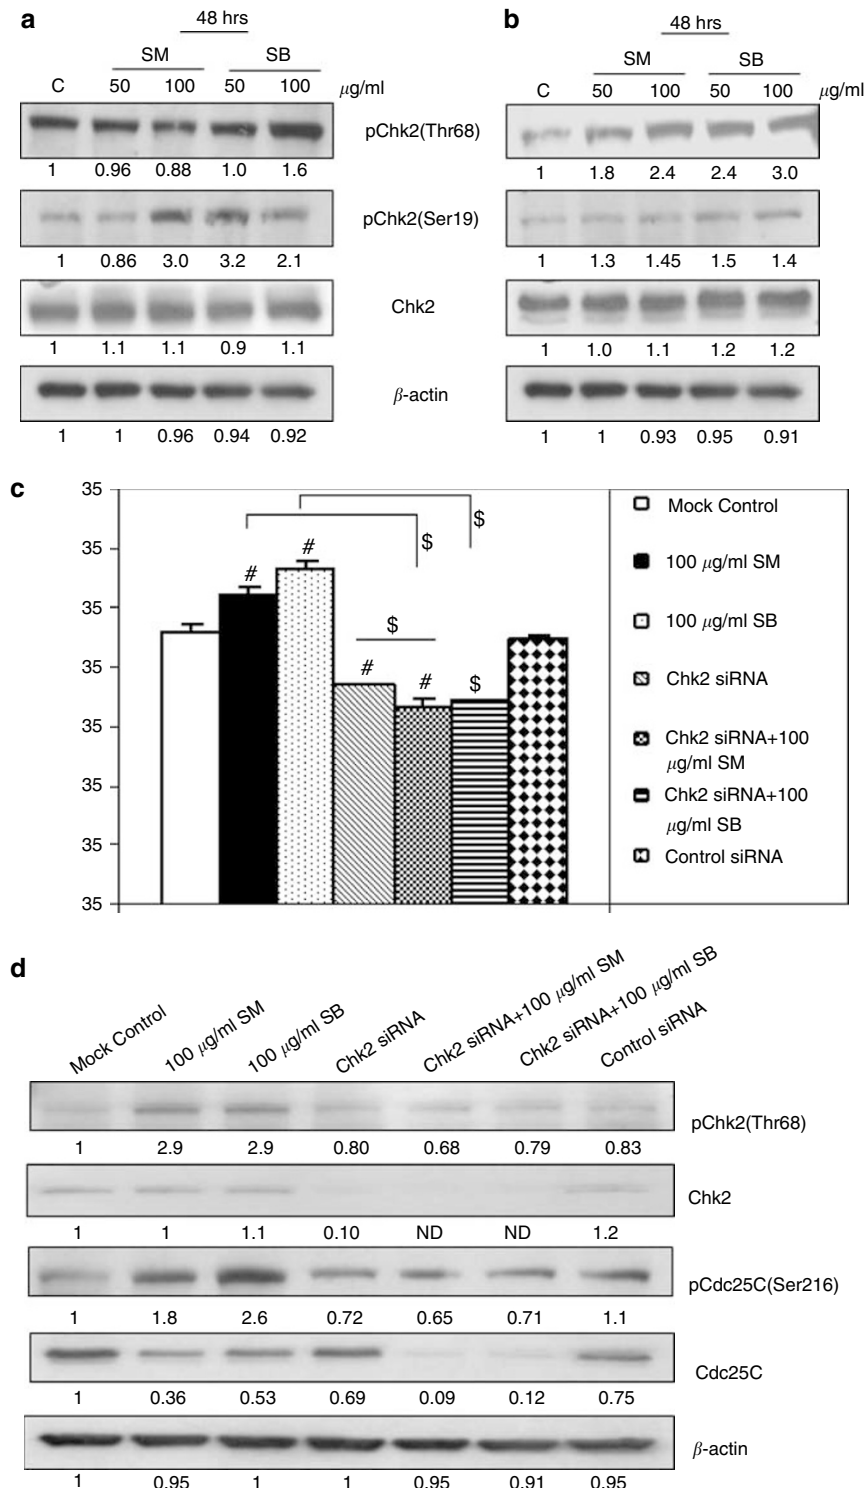 a
48 hrs
SM
SB
C
50
100
50
100
μg/ml
pChk2(Thr68)
1
0.96
0.88
1.0
1.6
pChk2(Ser19)
1
0.86
3.0
3.2
2.1
Chk2
1
1.1
1.1
0.9
1.1
β-actin
1
1
0.96
0.94
0.92
b
48 hrs
SM
SB
C
50
100
50
100
μg/ml
1
1.8
2.4
2.4
3.0
1
1.3
1.45
1.5
1.4
1
1.0
1.1
1.2
1.2
1
1
0.93
0.95
0.91
c
35
35
35
35
35
35
35
35
#
#
$
$
$
#
#
$
Mock Control
100 μg/ml SM
100 μg/ml SB
Chk2 siRNA
Chk2 siRNA+100
μg/ml SM
Chk2 siRNA+100
μg/ml SB
Control siRNA
d
Mock Control
100 μg/ml SM
100 μg/ml SB
Chk2 siRNA
Chk2 siRNA+100 μg/ml SM
Chk2 siRNA+100 μg/ml SB
Control siRNA
pChk2(Thr68)
1
2.9
2.9
0.80
0.68
0.79
0.83
Chk2
1
1
1.1
0.10
ND
ND
1.2
pCdc25C(Ser216)
1
1.8
2.6
0.72
0.65
0.71
1.1
Cdc25C
1
0.36
0.53
0.69
0.09
0.12
0.75
β-actin
1
0.95
1
1
0.95
0.91
0.95